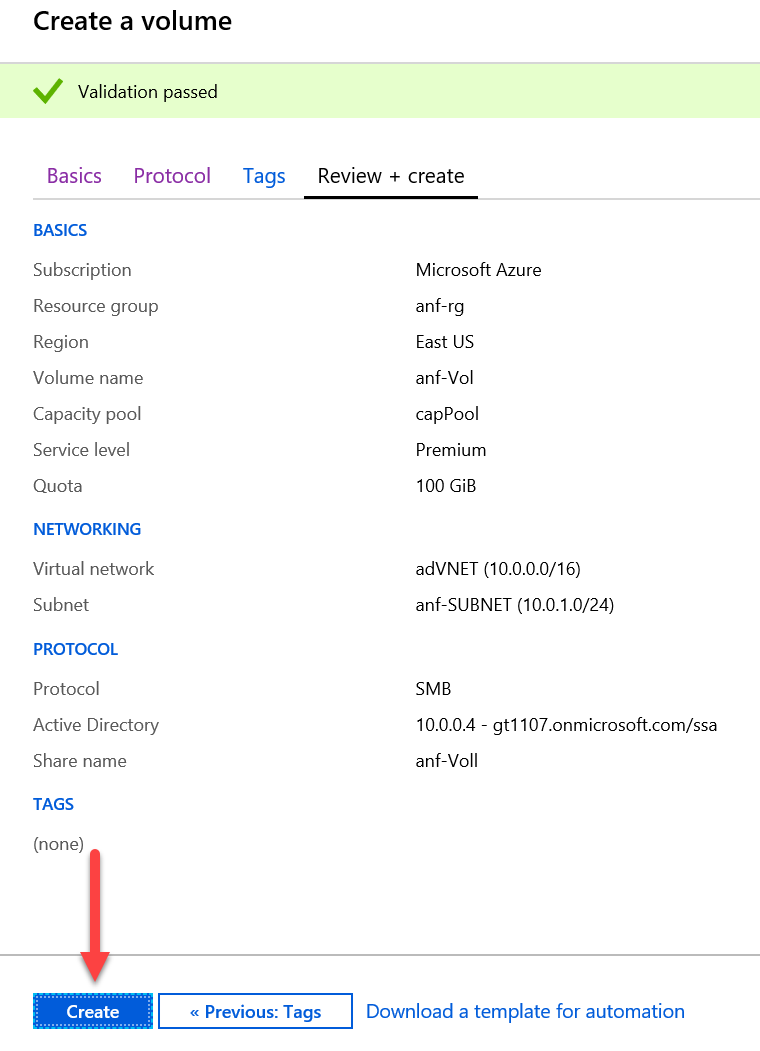 Create a volume
Validation passed
Basics Protocol Tags Review + create
BASICS
Subscription Microsoft Azure
Resource group anf-rg
Region East US
Volume name anf-Vol
Capacity pool capPool
Service level Premium
Quota 100 GiB
NETWORKING
Virtual network adVNET (10.0.0.0/16)
Subnet anf-SUBNET (10.0.1.0/24)
PROTOCOL
Protocol SMB
Active Directory 10.0.0.4 - gt1107.onmicrosoft.com/ssa
Share name anf-Voll
TAGS
(none)
Create « Previous: Tags Download a template for automation